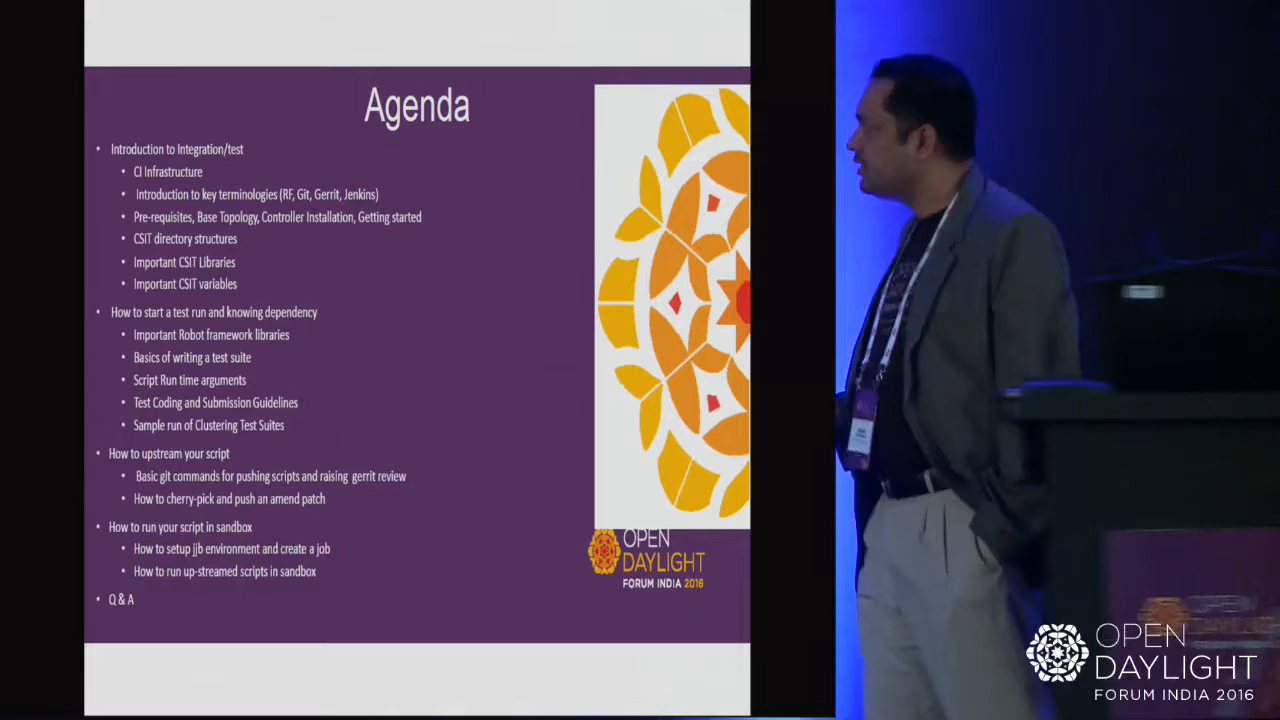 Agenda
• Introduction to Integration/test
• CI Infrastructure
• Introduction to key terminologies (RF, Git, Gerrit, Jenkins)
• Pre-requisites, Base Topology, Controller Installation, Getting started
• CSIT directory structures
• Important CSIT Libraries
• Important CSIT variables
• How to start a test run and knowing dependency
• Important Robot framework libraries
• Basics of writing a test suite
• Script Run time arguments
• Test Coding and Submission Guidelines
• Sample run of Clustering Test Suites
• How to upstream your script
• Basic git commands for pushing scripts and raising gerrit review
• How to cherry-pick and push an amend patch
• How to run your script in sandbox
• How to setup jjb environment and create a job
• How to run up-streamed scripts in sandbox
• Q & A
OPEN
DAYLIGHT
FORUM INDIA 2016
OPEN
DAYLIGHT
FORUM INDIA 2016